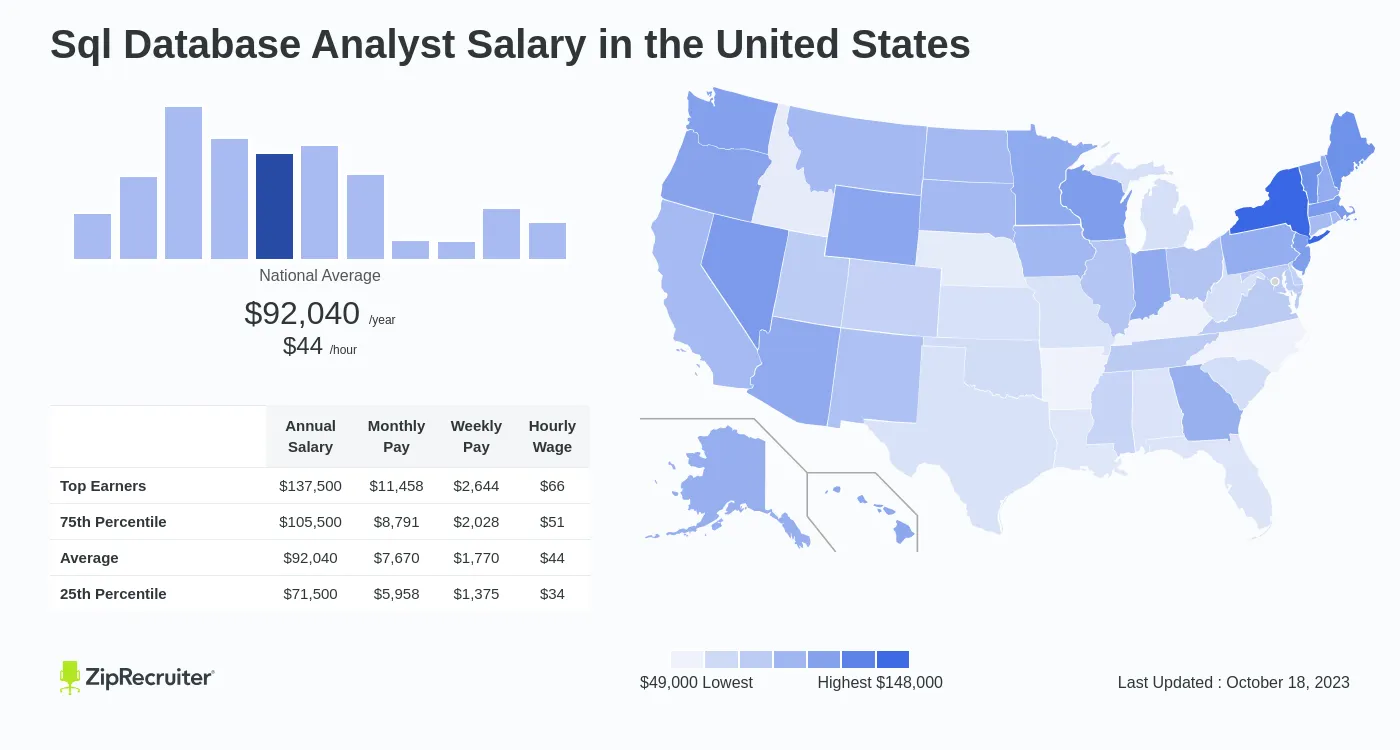 Sql Database Analyst Salary in the United States
National Average
$92,040 /year
$44 /hour
Annual Salary Monthly Pay Weekly Pay Hourly Wage
Top Earners $137,500 $11,458 $2,644 $66
75th Percentile $105,500 $8,791 $2,028 $51
Average $92,040 $7,670 $1,770 $44
25th Percentile $71,500 $5,958 $1,375 $34
ZipRecruiter®
$49,000 Lowest Highest $148,000
Last Updated : October 18, 2023